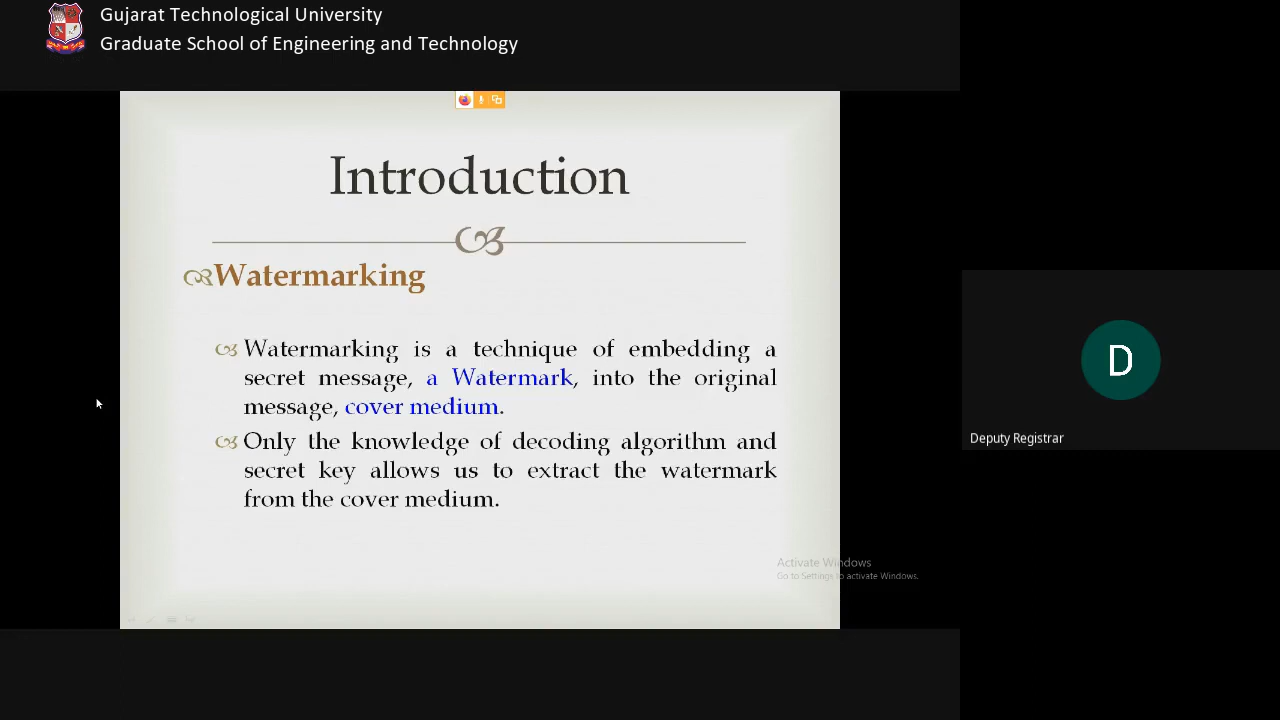 Gujarat Technological University
Graduate School of Engineering and Technology
Introduction
Watermarking
Watermarking is a technique of embedding a
secret message, a Watermark, into the original
message, cover medium.
Only the knowledge of decoding algorithm and
secret key allows us to extract the watermark
from the cover medium.
Activate Windows
Go to Settings to activate Windows.
D
Deputy Registrar